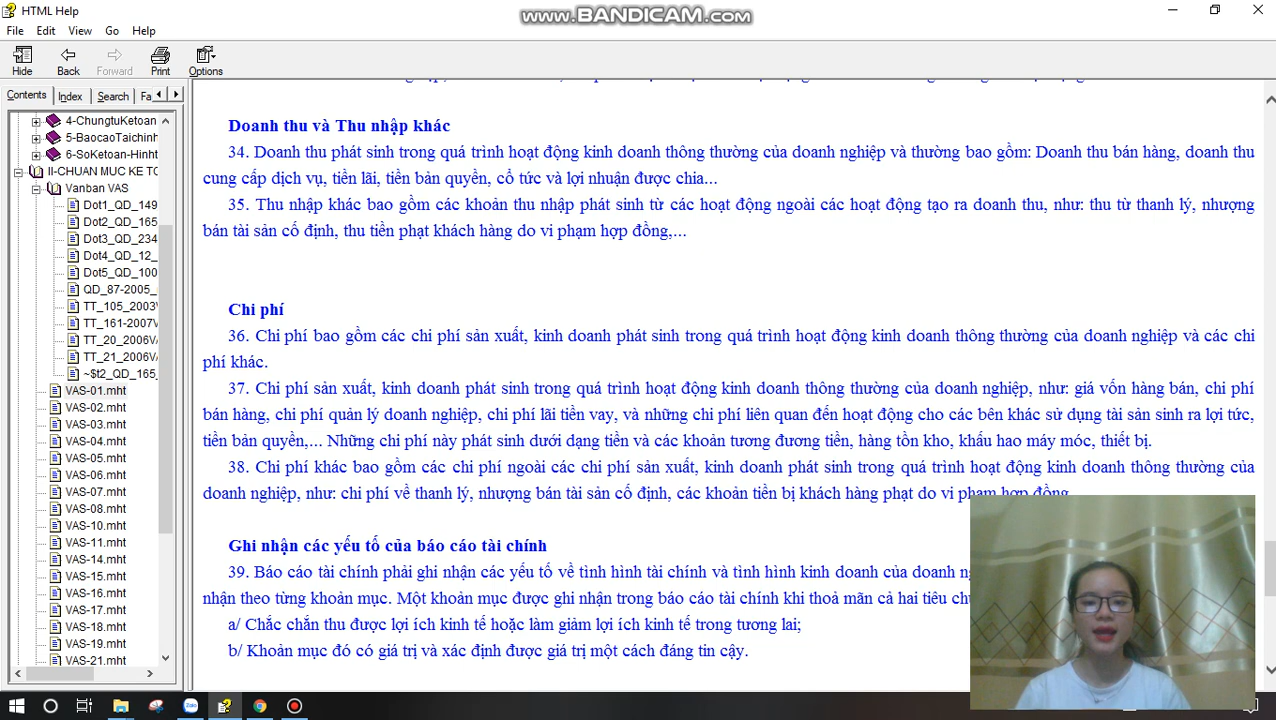 HTML Help
www.BANDICAM.com
File Edit View Go Help
Hide Back Forward Print Options
Contents Index Search Fa
4-ChungtuKetoan
5-BaocaoTaichinh
6-SoKetoan-Hinht
II-CHUAN MUC KE TO
Vanban VAS
Dot1_QD_149
Dot2_QD_165
Dot3_QD_234
Dot4_QD_12_
Dot5_QD_100
QD_87-2005_
TT_105_2003V
TT_161-2007V
TT_20_2006VA
TT_21_2006VA
~$t2_QD_165_
VAS-01.mht
VAS-02.mht
VAS-03.mht
VAS-04.mht
VAS-05.mht
VAS-06.mht
VAS-07.mht
VAS-08.mht
VAS-10.mht
VAS-11.mht
VAS-14.mht
VAS-15.mht
VAS-16.mht
VAS-17.mht
VAS-18.mht
VAS-19.mht
VAS-21.mht
Doanh thu và Thu nhập khác
34. Doanh thu phát sinh trong quá trình hoạt động kinh doanh thông thường của doanh nghiệp và thường bao gồm: Doanh thu bán hàng, doanh thu
cung cấp dịch vụ, tiền lãi, tiền bản quyền, cổ tức và lợi nhuận được chia...
35. Thu nhập khác bao gồm các khoản thu nhập phát sinh từ các hoạt động ngoài các hoạt động tạo ra doanh thu, như: thu từ thanh lý, nhượng
bán tài sản cố định, thu tiền phạt khách hàng do vi phạm hợp đồng,...
Chi phí
36. Chi phí bao gồm các chi phí sản xuất, kinh doanh phát sinh trong quá trình hoạt động kinh doanh thông thường của doanh nghiệp và các chi
phí khác.
37. Chi phí sản xuất, kinh doanh phát sinh trong quá trình hoạt động kinh doanh thông thường của doanh nghiệp, như: giá vốn hàng bán, chi phí
bán hàng, chi phí quản lý doanh nghiệp, chi phí lãi tiền vay, và những chi phí liên quan đến hoạt động cho các bên khác sử dụng tài sản sinh ra lợi tức,
tiền bản quyền,... Những chi phí này phát sinh dưới dạng tiền và các khoản tương đương tiền, hàng tồn kho, khấu hao máy móc, thiết bị.
38. Chi phí khác bao gồm các chi phí ngoài các chi phí sản xuất, kinh doanh phát sinh trong quá trình hoạt động kinh doanh thông thường của
doanh nghiệp, như: chi phí về thanh lý, nhượng bán tài sản cố định, các khoản tiền bị khách hàng phạt do vi phạm hợp đồng
Ghi nhận các yếu tố của báo cáo tài chính
39. Báo cáo tài chính phải ghi nhận các yếu tố về tình hình tài chính và tình hình kinh doanh của doanh
nhận theo từng khoản mục. Một khoản mục được ghi nhận trong báo cáo tài chính khi thoả mãn cả hai tiêu
a/ Chắc chắn thu được lợi ích kinh tế hoặc làm giảm lợi ích kinh tế trong tương lai;
b/ Khoản mục đó có giá trị và xác định được giá trị một cách đáng tin cậy.
Zalo